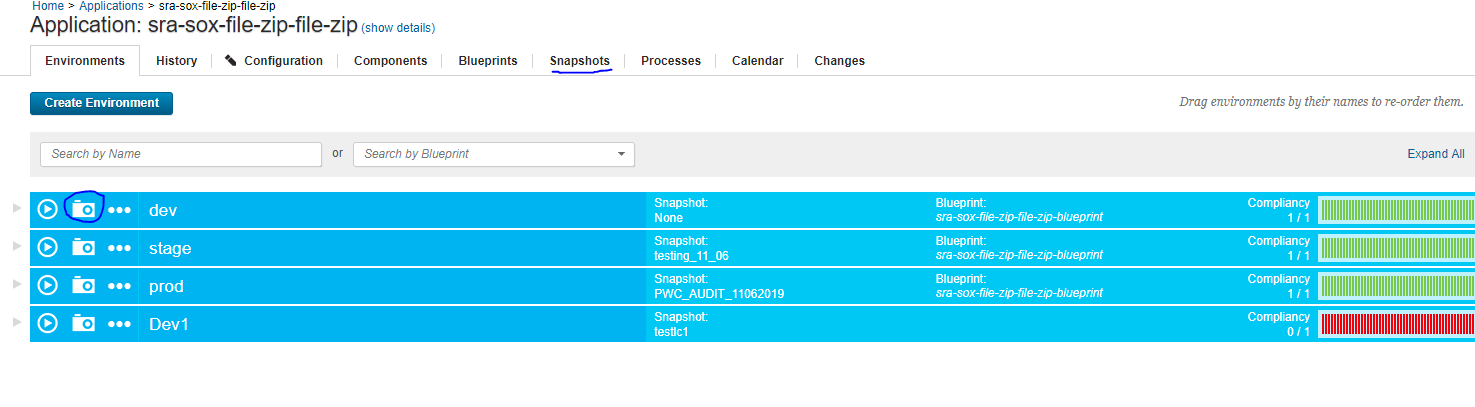 Home > Applications > sra-sox-file-zip-file-zip
Application: sra-sox-file-zip-file-zip (show details)
Environments History Configuration Components Blueprints Snapshots Processes Calendar Changes
Create Environment Drag environments by their names to re-order them.
Search by Name or Search by Blueprint Expand All
dev Snapshot: Blueprint: Compliancy
None sra-sox-file-zip-file-zip-blueprint 1 / 1
stage Snapshot: Blueprint: Compliancy
testing_11_06 sra-sox-file-zip-file-zip-blueprint 1 / 1
prod Snapshot: Blueprint: Compliancy
PWC_AUDIT_11062019 sra-sox-file-zip-file-zip-blueprint 1 / 1
Dev1 Snapshot: Compliancy
testlc1 0 / 1